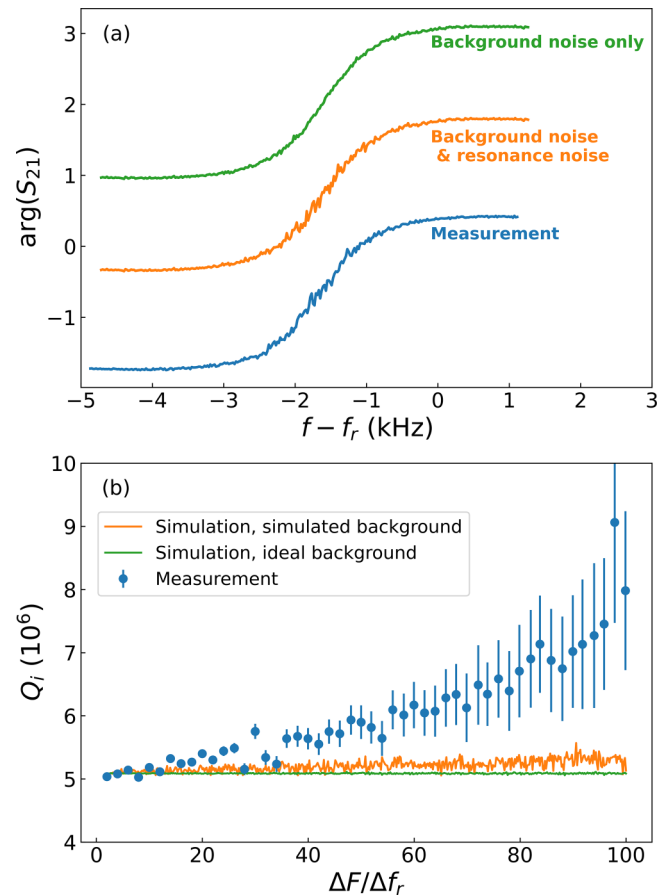 (a)
Background noise only
Background noise
& resonance noise
Measurement
arg(S₂₁)
3
2
1
0
−1
−5 −4 −3 −2 −1 0 1 2 3
f − fᵣ (kHz)
(b)
Simulation, simulated background
Simulation, ideal background
Measurement
Qᵢ (10⁶)
10
9
8
7
6
5
4
0 20 40 60 80 100
ΔF/Δfᵣ